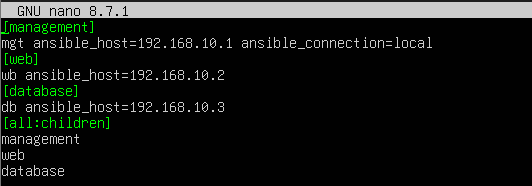 GNU nano 8.7.1
[management]
mgt ansible_host=192.168.10.1 ansible_connection=local
[web]
wb ansible_host=192.168.10.2
[database]
db ansible_host=192.168.10.3
[all:children]
management
web
database